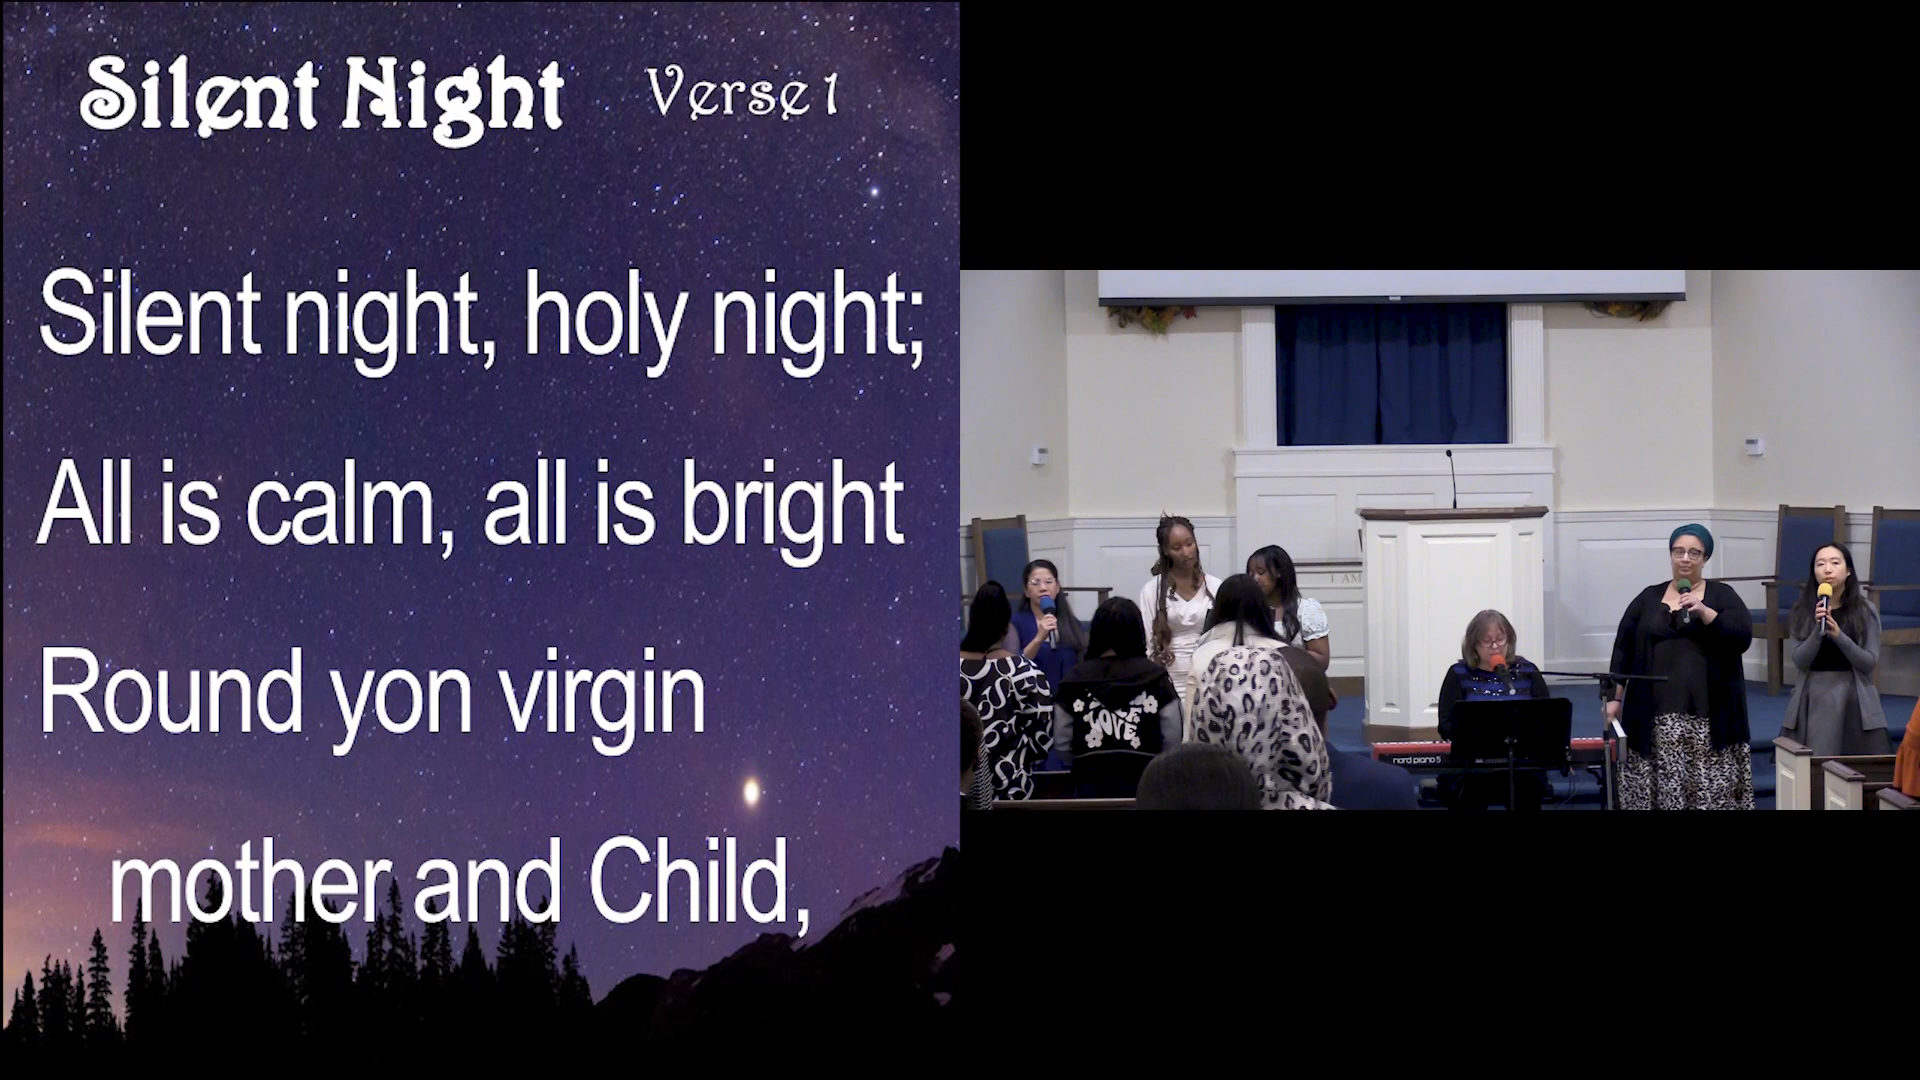 Silent Night Verse 1
Silent night, holy night;
All is calm, all is bright
Round yon virgin
mother and Child,
I AM
LOVE
nord piano 5